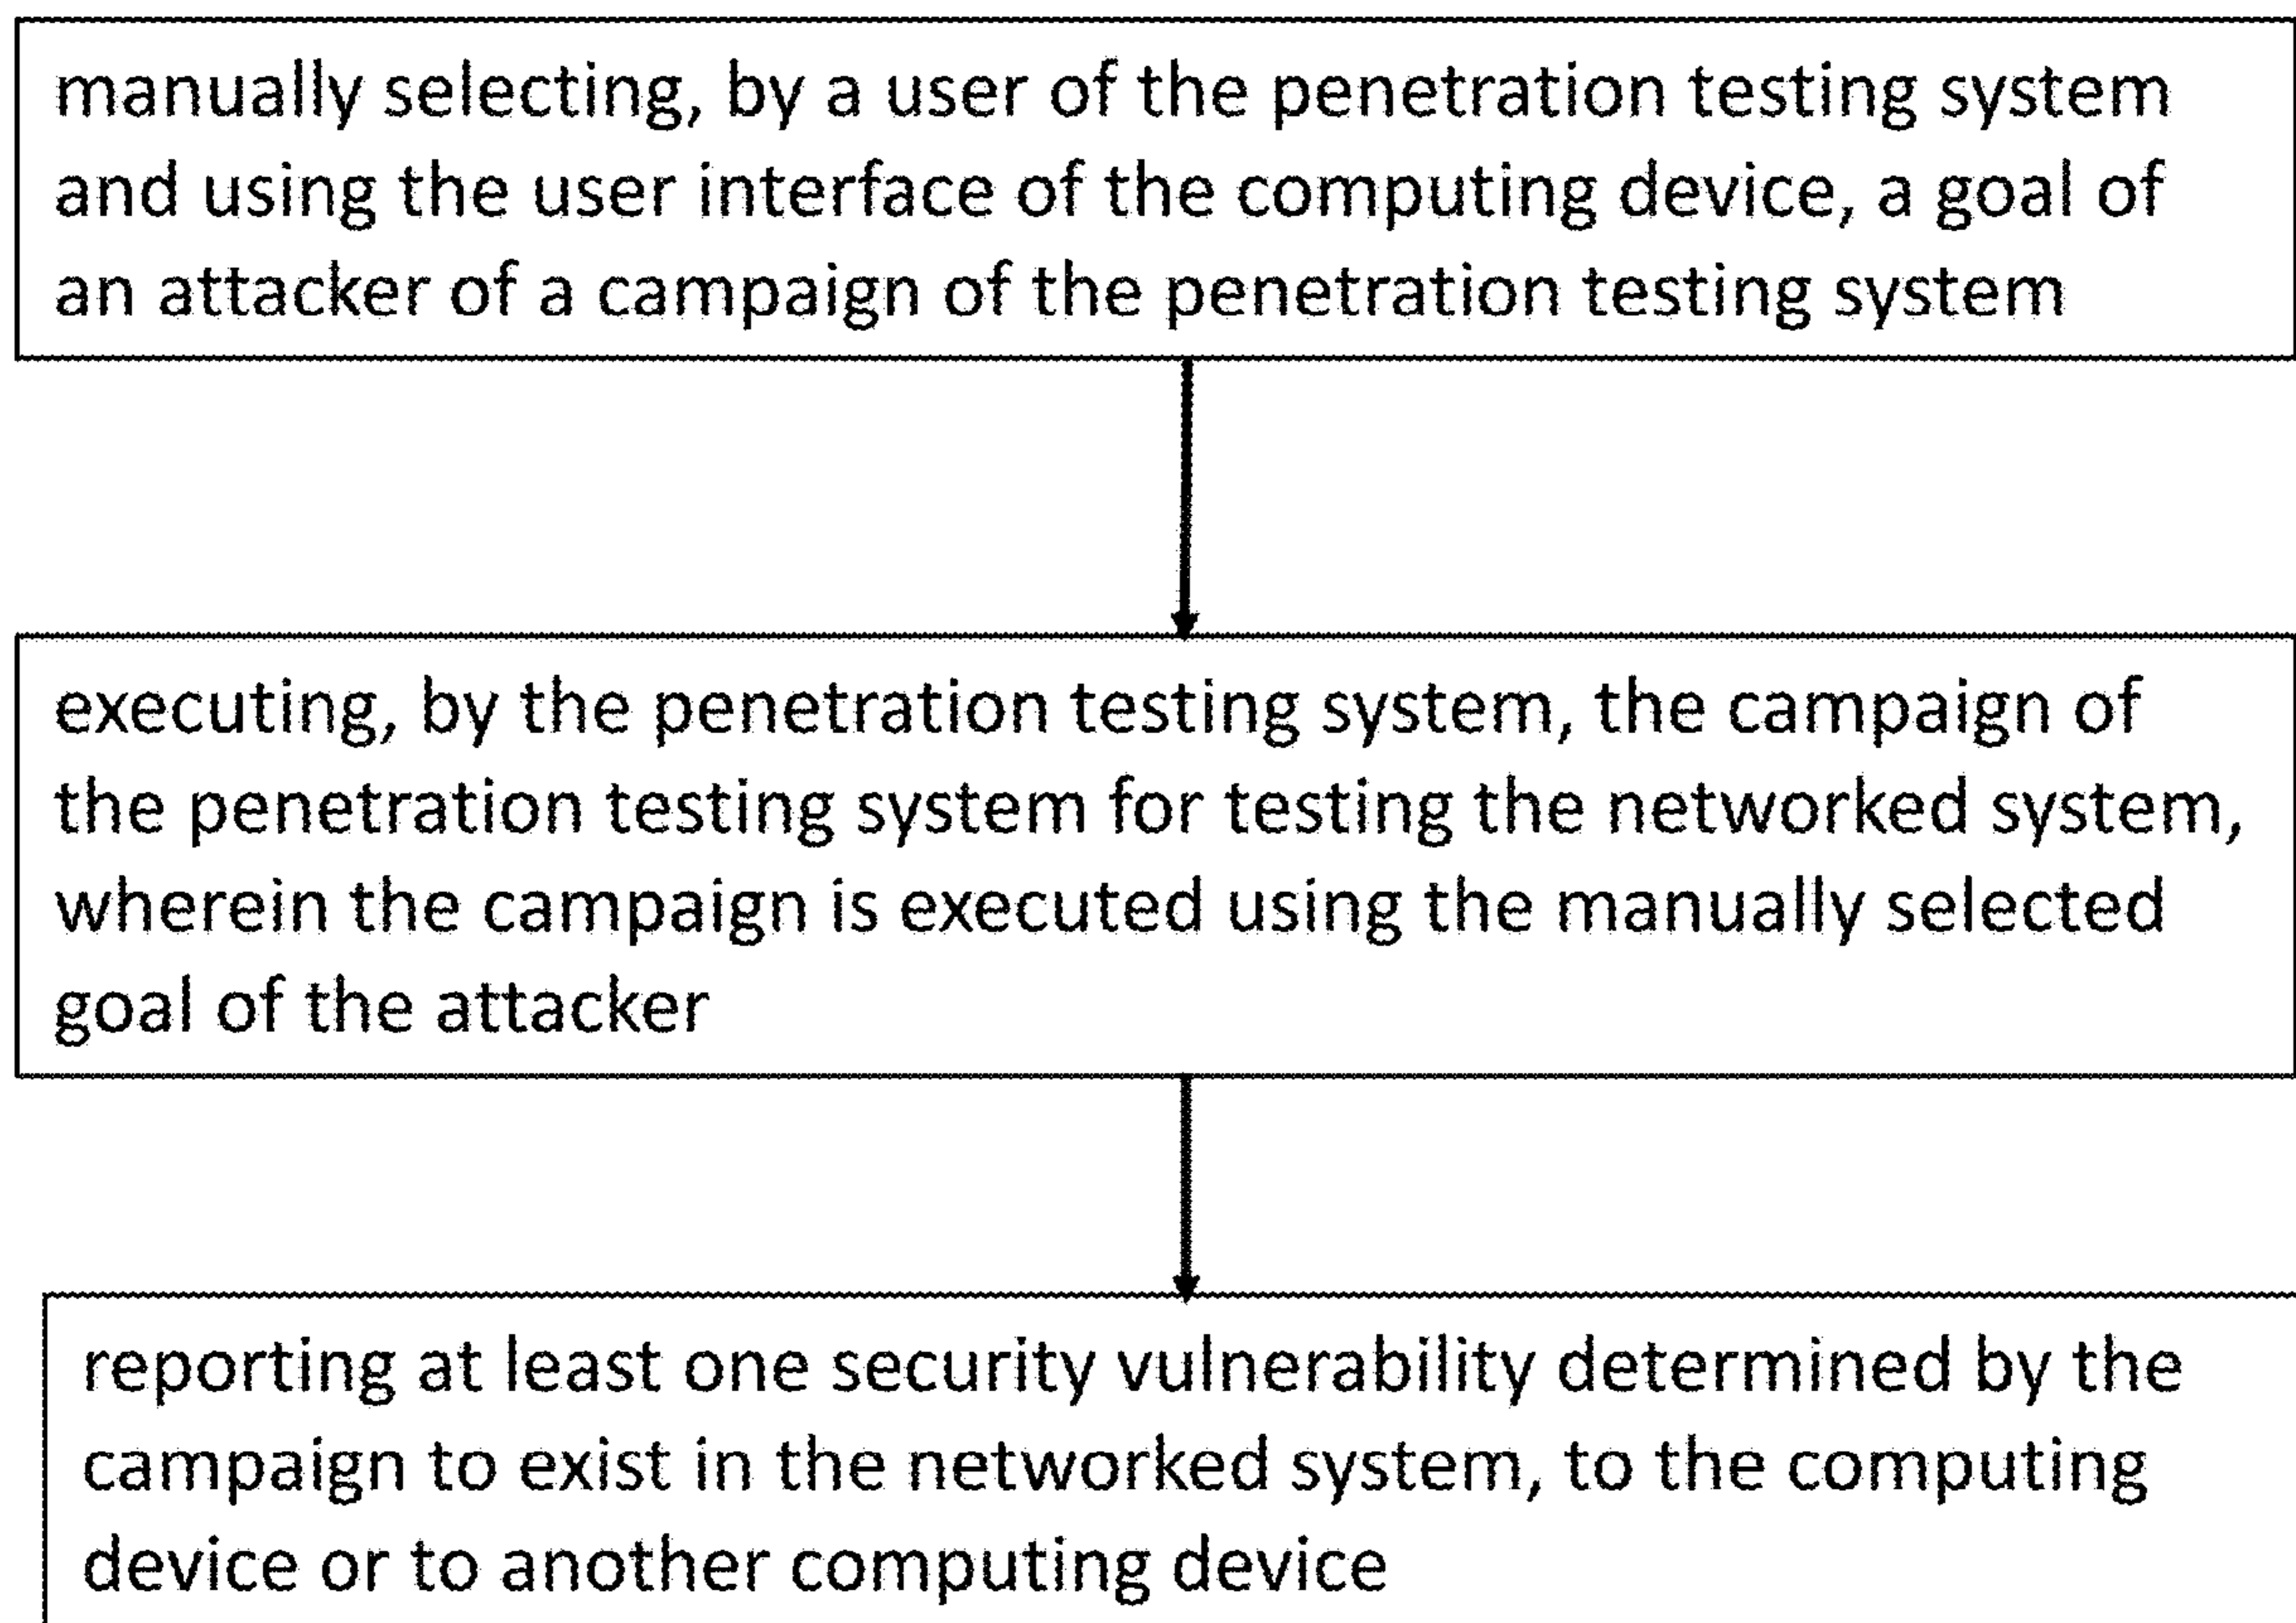 manually selecting, by a user of the penetration testing system
and using the user interface of the computing device, a goal of
an attacker of a campaign of the penetration testing system
executing, by the penetration testing system, the campaign of
the penetration testing system for testing the networked system,
wherein the campaign is executed using the manually selected
goal of the attacker
reporting at least one security vulnerability determined by the
campaign to exist in the networked system, to the computing
device or to another computing device